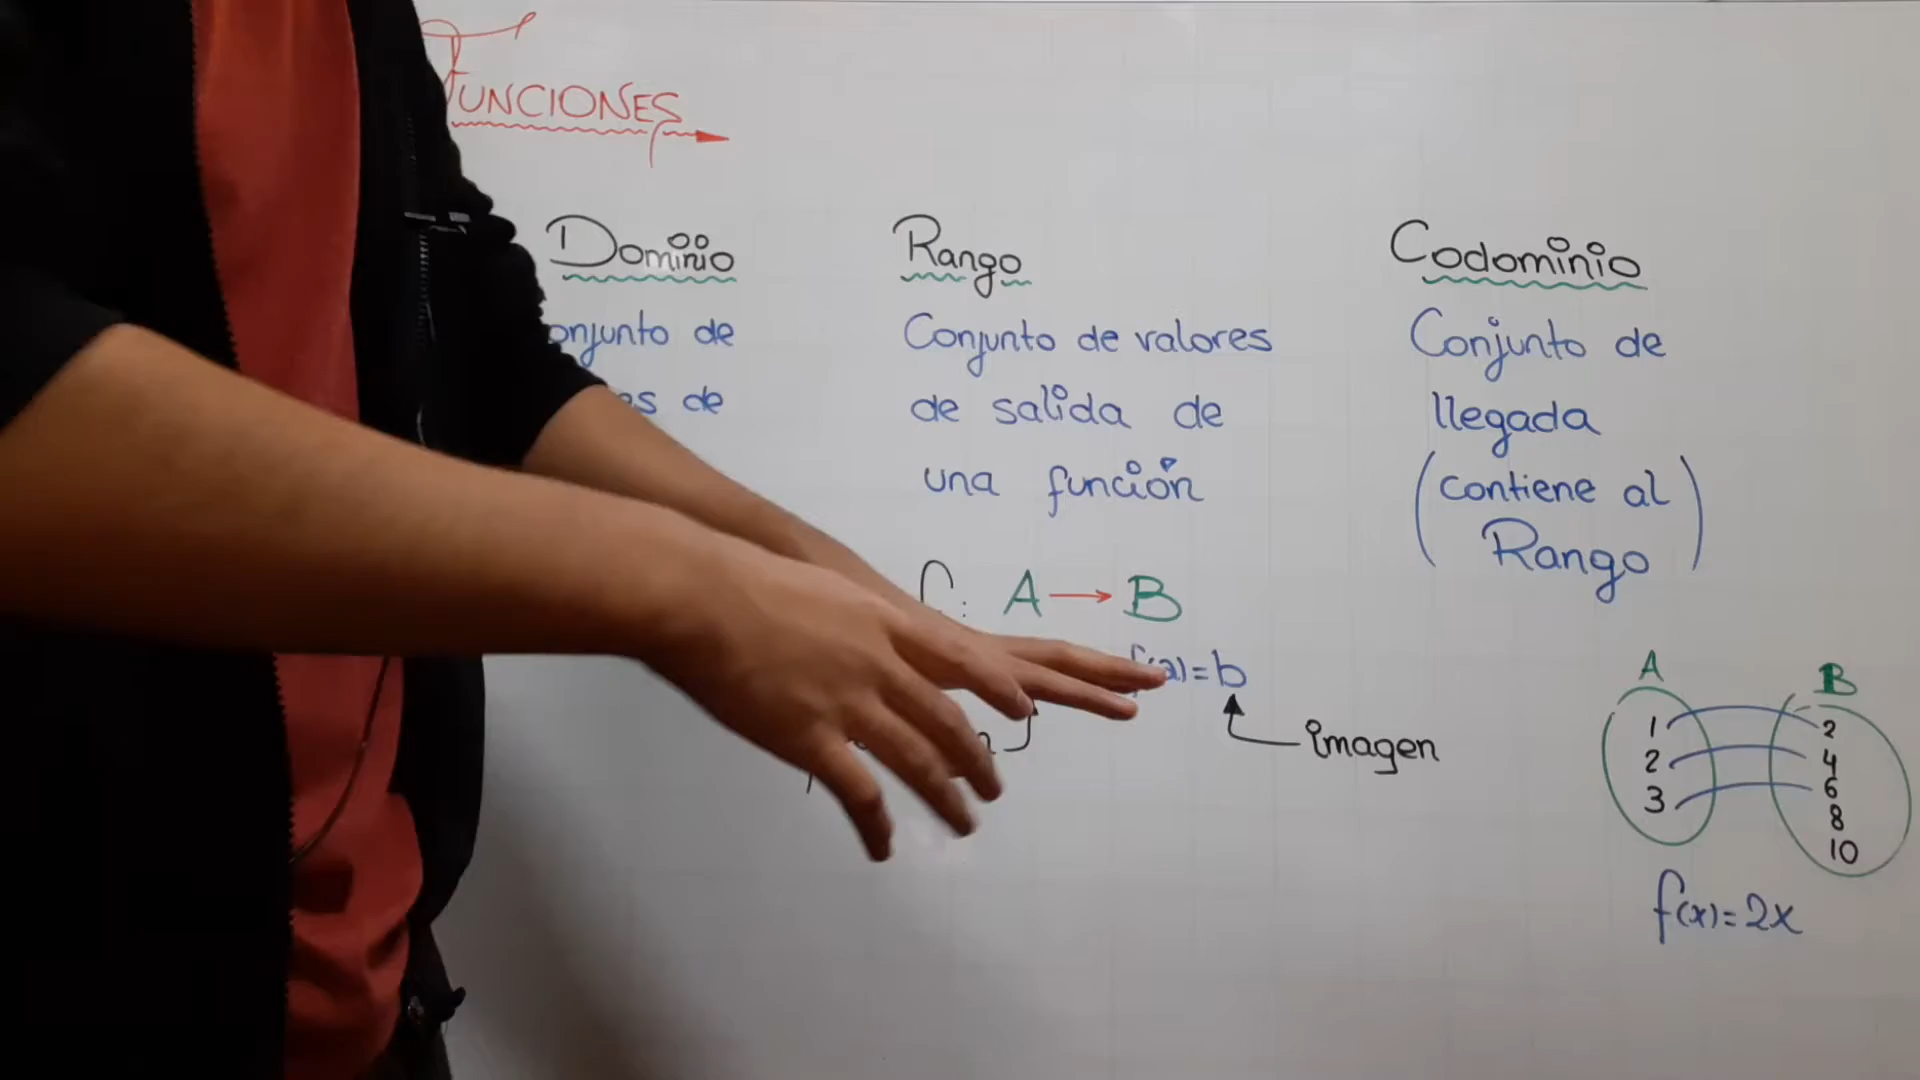 FUNCIONES
Dominio
onjunto de
es de
Rango
Conjunto de valores
de salida de
una función
Codominio
Conjunto de
llegada
(contiene al
Rango)
f: A → B
f(a)=b
imagen
A B
1 2
2 4
3 6
8
10
f(x)=2x